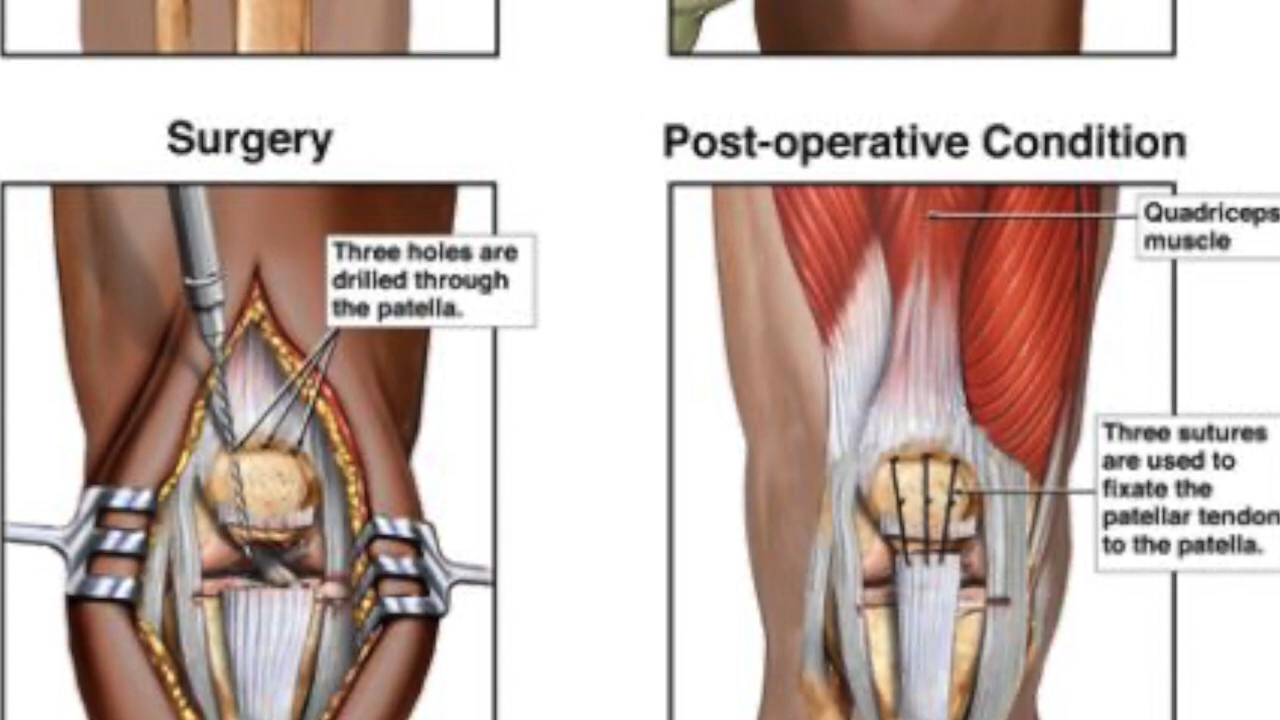 Surgery
Three holes are
drilled through
the patella.
Post-operative Condition
Quadriceps
muscle
Three sutures
are used to
fixate the
patellar tendon
to the patella.